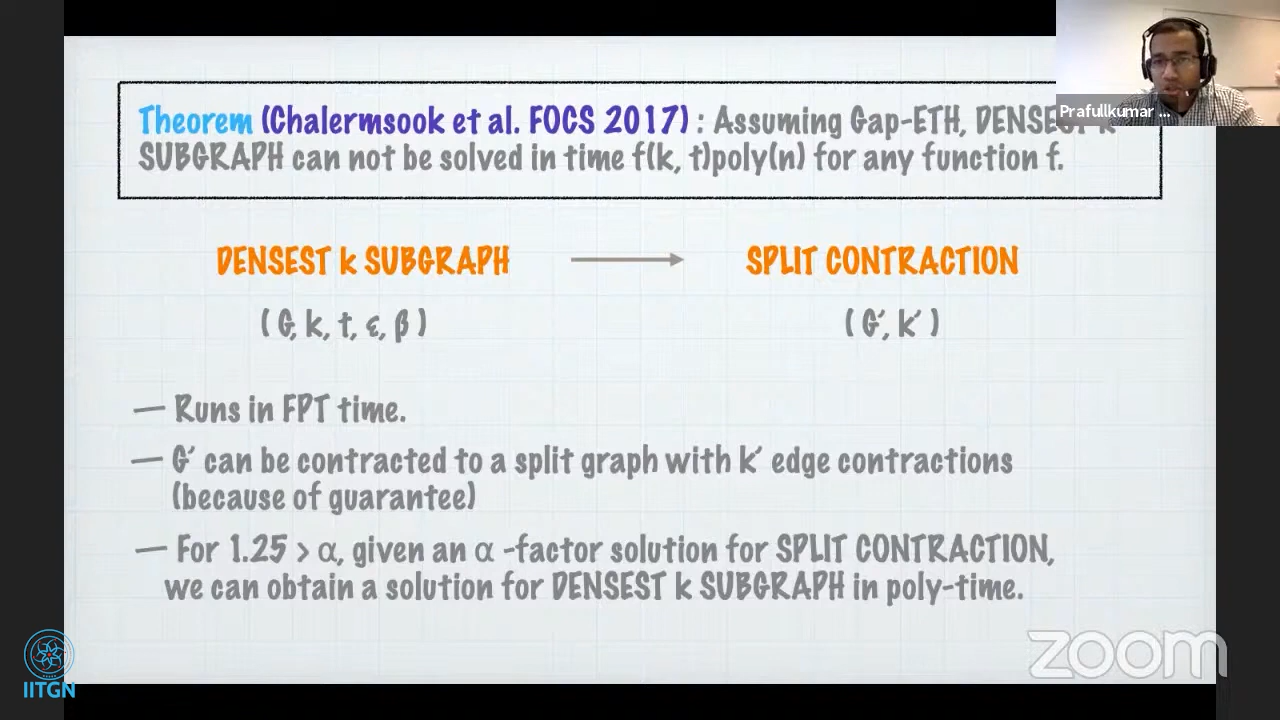 Theorem (Chalermsook et al. FOCS 2017) : Assuming Gap-ETH, DENSEST k
SUBGRAPH can not be solved in time f(k, t)poly(n) for any function f.
Prafullkumar ...
DENSEST k SUBGRAPH
SPLIT CONTRACTION
( G, k, t, ε, β )
( G′, k′ )
— Runs in FPT time.
— G′ can be contracted to a split graph with k′ edge contractions
(because of guarantee)
— For 1.25 > α, given an α -factor solution for SPLIT CONTRACTION,
we can obtain a solution for DENSEST k SUBGRAPH in poly-time.
zoom
IITGN